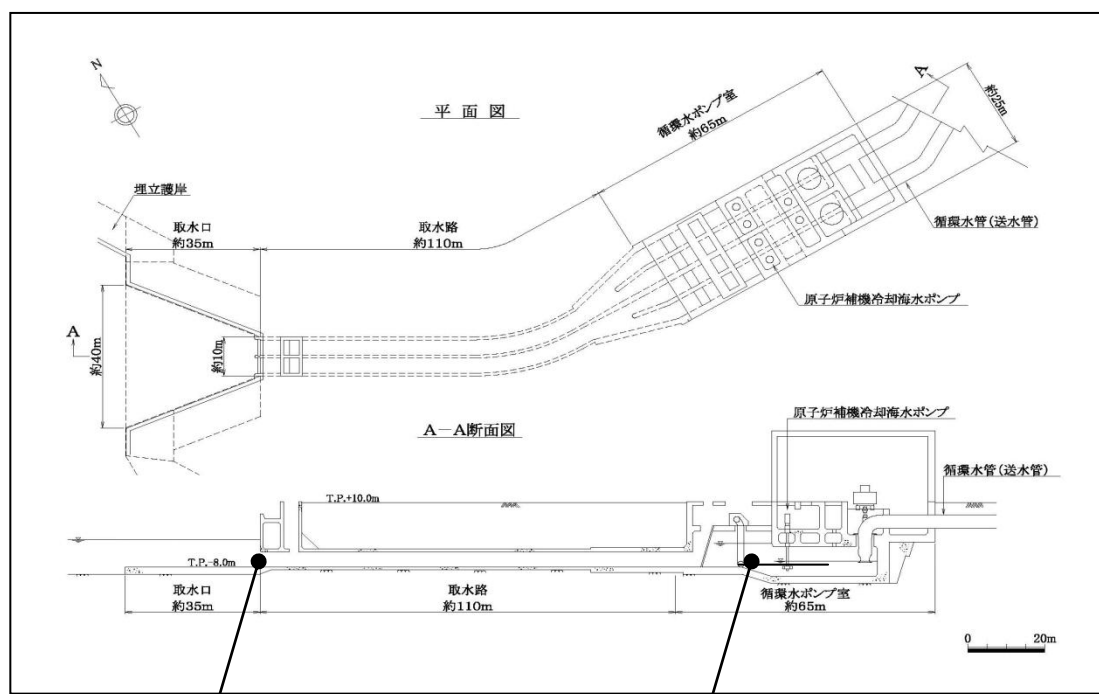 N
平面図
循環水ポンプ室
約65m
A
約25m
埋立護岸
取水口
約35m
取水路
約110m
循環水管(送水管)
原子炉補機冷却海水ポンプ
A
約40m
約10m
A－A断面図
原子炉補機冷却海水ポンプ
循環水管(送水管)
T.P.+10.0m
T.P.-8.0m
取水口
約35m
取水路
約110m
循環水ポンプ室
約65m
0 20m